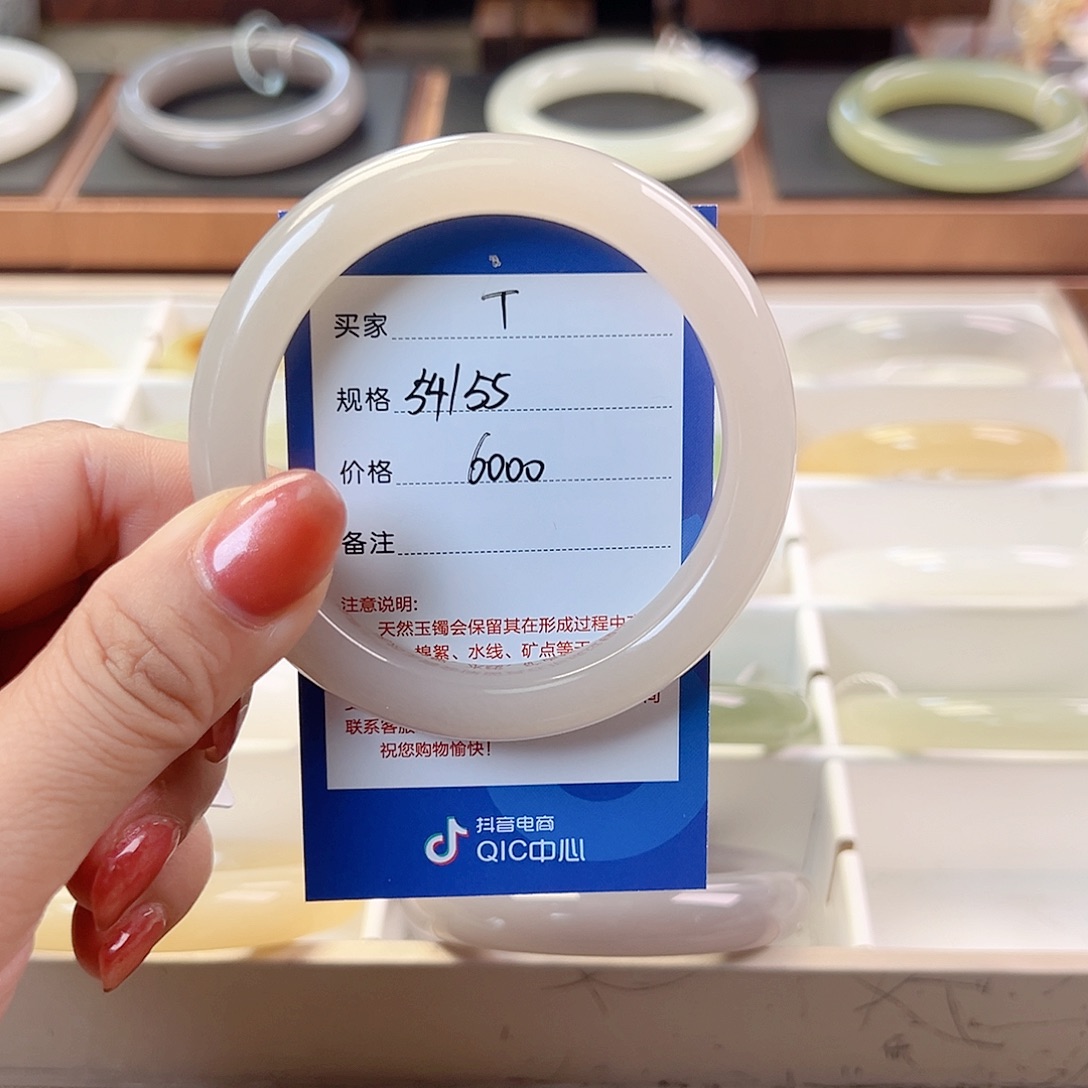 买家 T
规格 54/55
价格 6000
备注
注意说明:
天然玉镯会保留其在形成过程中
棉絮、水线、矿点等
联系客服
祝您购物愉快!
抖音电商
QIC中心